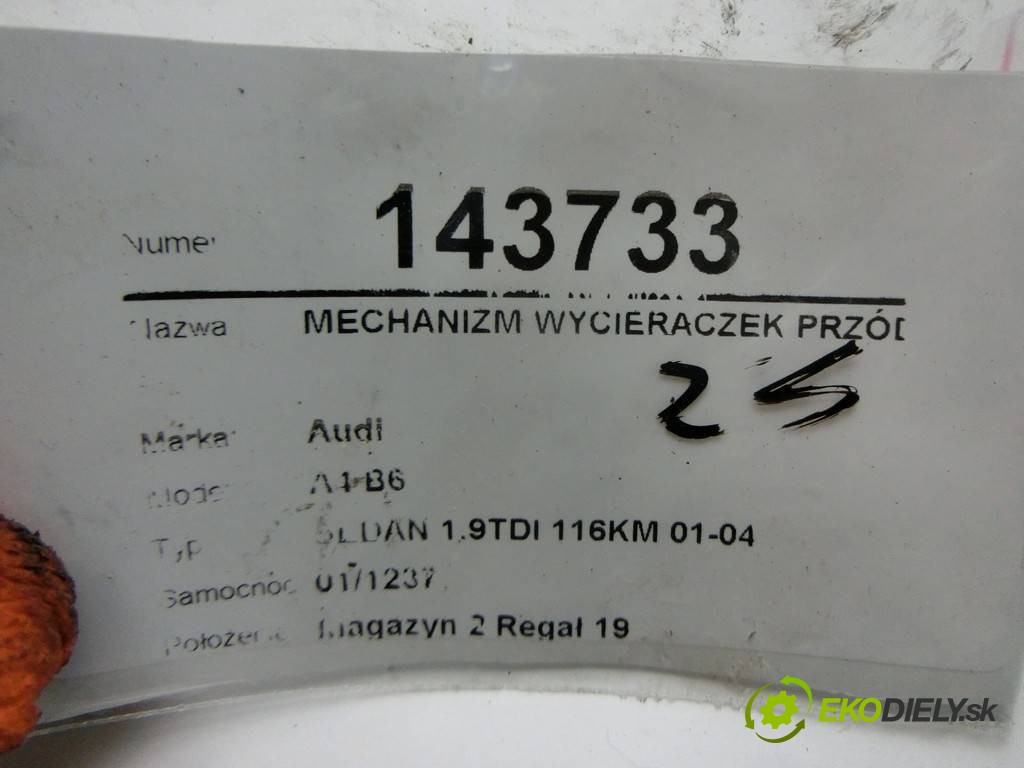 Numer 143733
Nazwa MECHANIZM WYCIERACZEK PRZÓD
25
Marka Audi
Model A4 B6
Typ SEDAN 1.9TDI 116KM 01-04
Samochód 01/1237
Położenie Magazyn 2 Regał 19
EKODIELY.sk